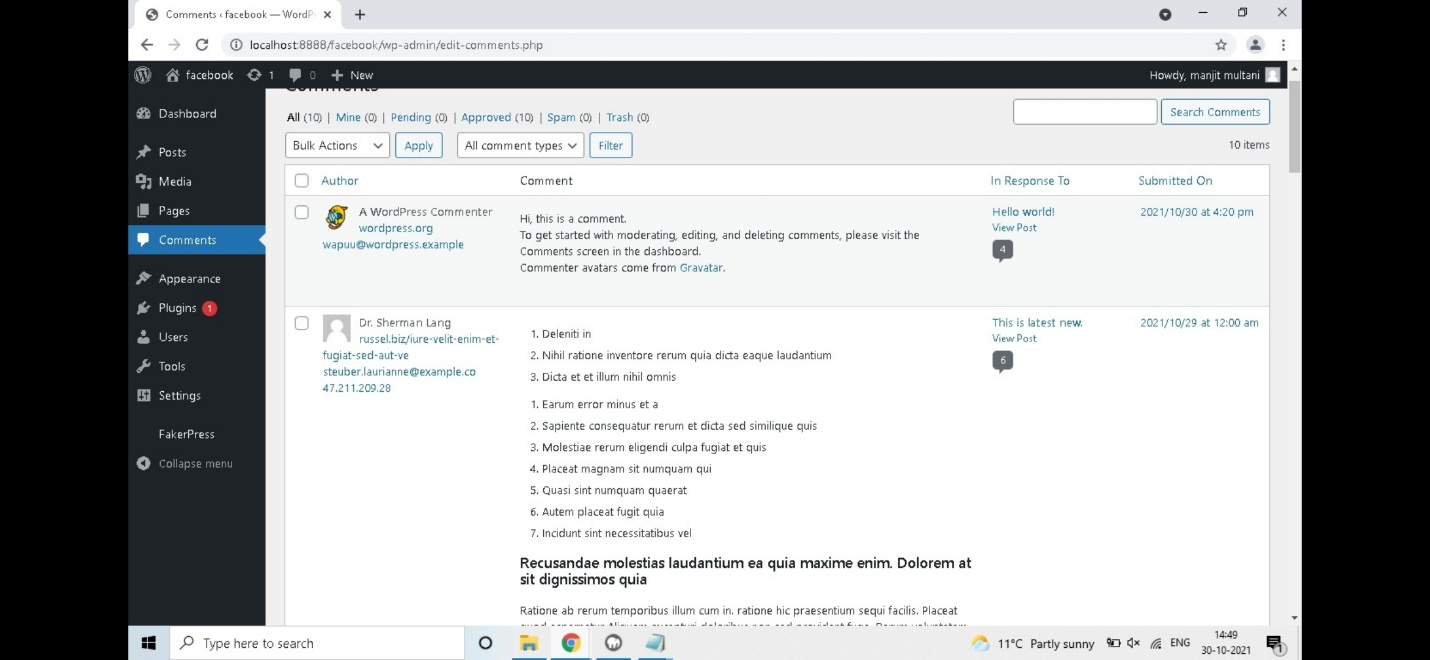 Comments ‹ facebook — WordP
localhost:8888/facebook/wp-admin/edit-comments.php
facebook 1 0 New
Howdy, manjit multani
Dashboard
Posts
Media
Pages
Comments
Appearance
Plugins 1
Users
Tools
Settings
FakerPress
Collapse menu
Comments
All (10) | Mine (0) | Pending (0) | Approved (10) | Spam (0) | Trash (0)
Search Comments
Bulk Actions Apply All comment types Filter
10 items
Author Comment In Response To Submitted On
A WordPress Commenter
wordpress.org
wapuu@wordpress.example
Hi, this is a comment.
To get started with moderating, editing, and deleting comments, please visit the
Comments screen in the dashboard.
Commenter avatars come from Gravatar.
Hello world!
View Post
4
2021/10/30 at 4:20 pm
Dr. Sherman Lang
russel.biz/iure-velit-enim-et-
fugiat-sed-aut-ve
steuber.laurianne@example.co
47.211.209.28
1. Deleniti in
2. Nihil ratione inventore rerum quia dicta eaque laudantium
3. Dicta et et illum nihil omnis
1. Earum error minus et a
2. Sapiente consequatur rerum et dicta sed similique quis
3. Molestiae rerum eligendi culpa fugiat et quis
4. Placeat magnam sit numquam qui
5. Quasi sint numquam quaerat
6. Autem placeat fugit quia
7. Incidunt sint necessitatibus vel
Recusandae molestias laudantium ea quia maxime enim. Dolorem at
sit dignissimos quia
Ratione ab rerum temporibus illum cum in. ratione hic praesentium sequi facilis. Placeat
This is latest new.
View Post
6
2021/10/29 at 12:00 am
Type here to search
11°C Partly sunny
ENG
14:49
30-10-2021
1